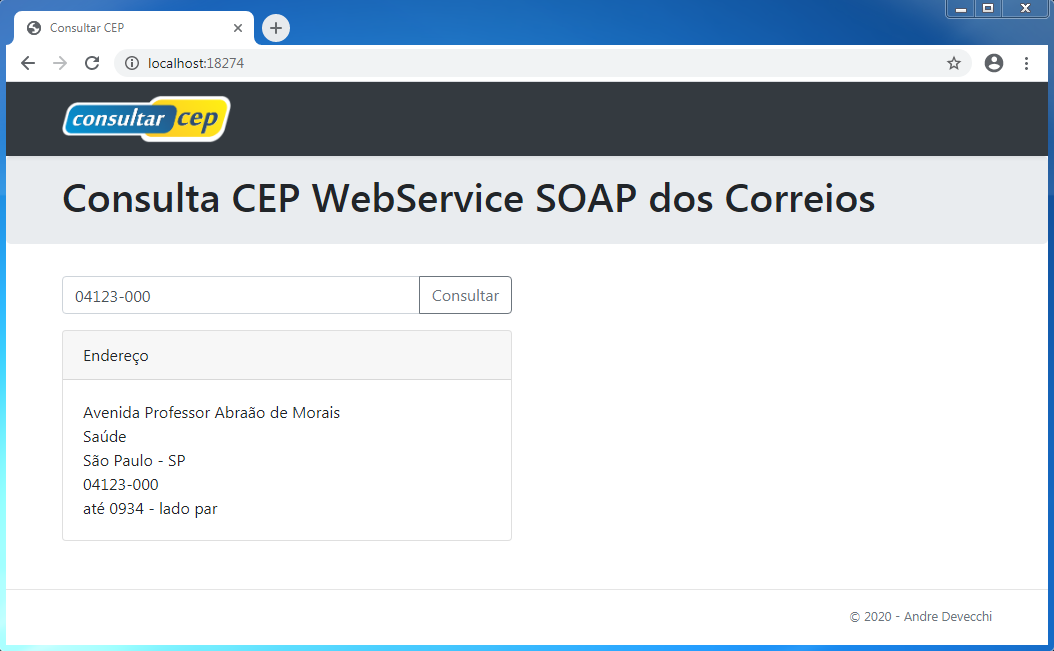 Consultar CEP
localhost:18274
consultar cep
Consulta CEP WebService SOAP dos Correios
04123-000
Consultar
Endereço
Avenida Professor Abraão de Morais
Saúde
São Paulo - SP
04123-000
até 0934 - lado par
© 2020 - Andre Devecchi